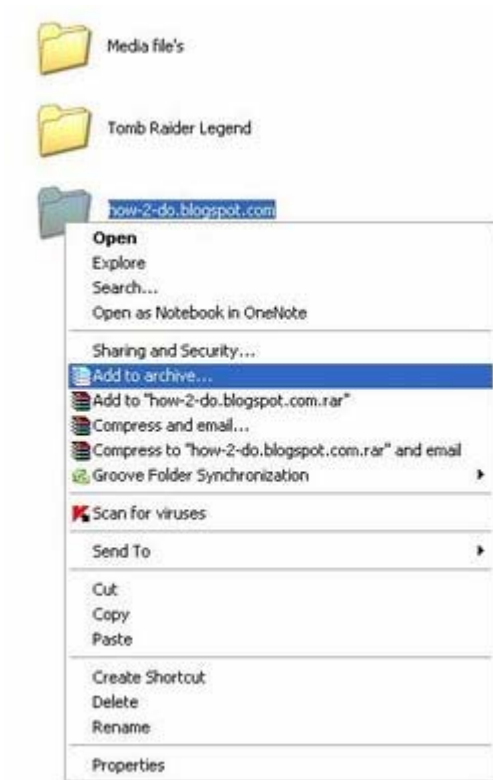 Media file's
Tomb Raider Legend
how-2-do.blogspot.com
Open
Explore
Search...
Open as Notebook in OneNote
Sharing and Security...
Add to archive...
Add to "how-2-do.blogspot.com.rar"
Compress and email...
Compress to "how-2-do.blogspot.com.rar" and email
Groove Folder Synchronization
Scan for viruses
Send To
Cut
Copy
Paste
Create Shortcut
Delete
Rename
Properties